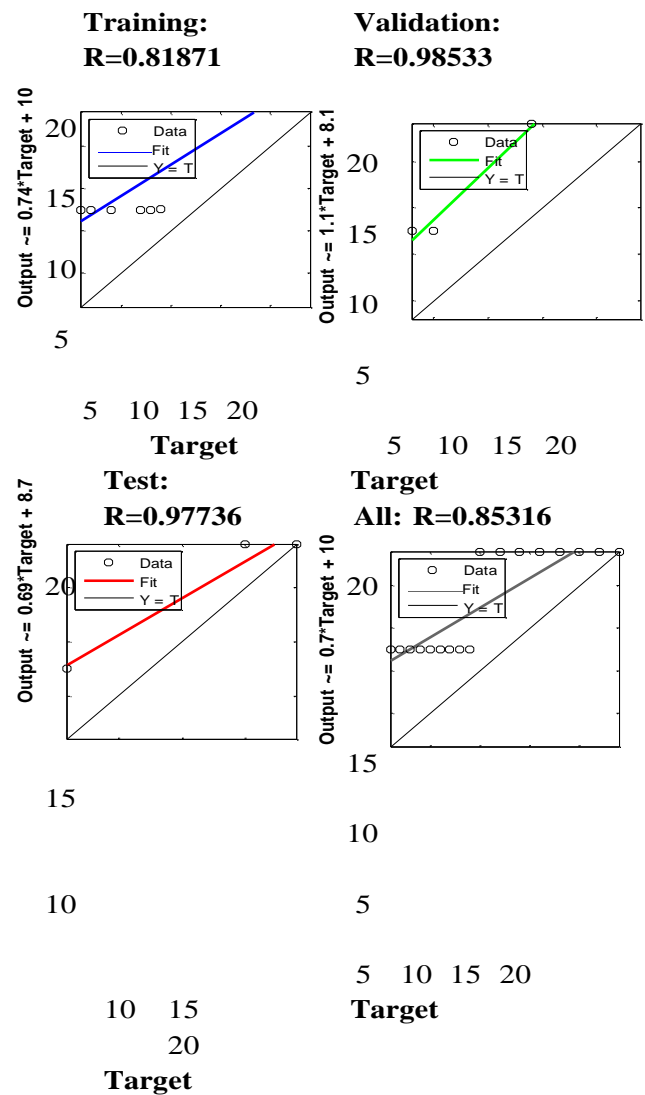 Training:
R=0.81871
Output ~= 0.74*Target + 10
20
15
10
5
Data
Fit
Y = T
5 10 15 20
Target
Validation:
R=0.98533
Output ~= 1.1*Target + 8.1
20
15
10
5
Data
Fit
Y = T
5 10 15 20
Target
Test:
R=0.97736
Output ~= 0.69*Target + 8.7
20
15
10
Data
Fit
Y = T
10 15
20
Target
All: R=0.85316
Output ~= 0.7*Target + 10
20
15
10
5
Data
Fit
Y = T
5 10 15 20
Target